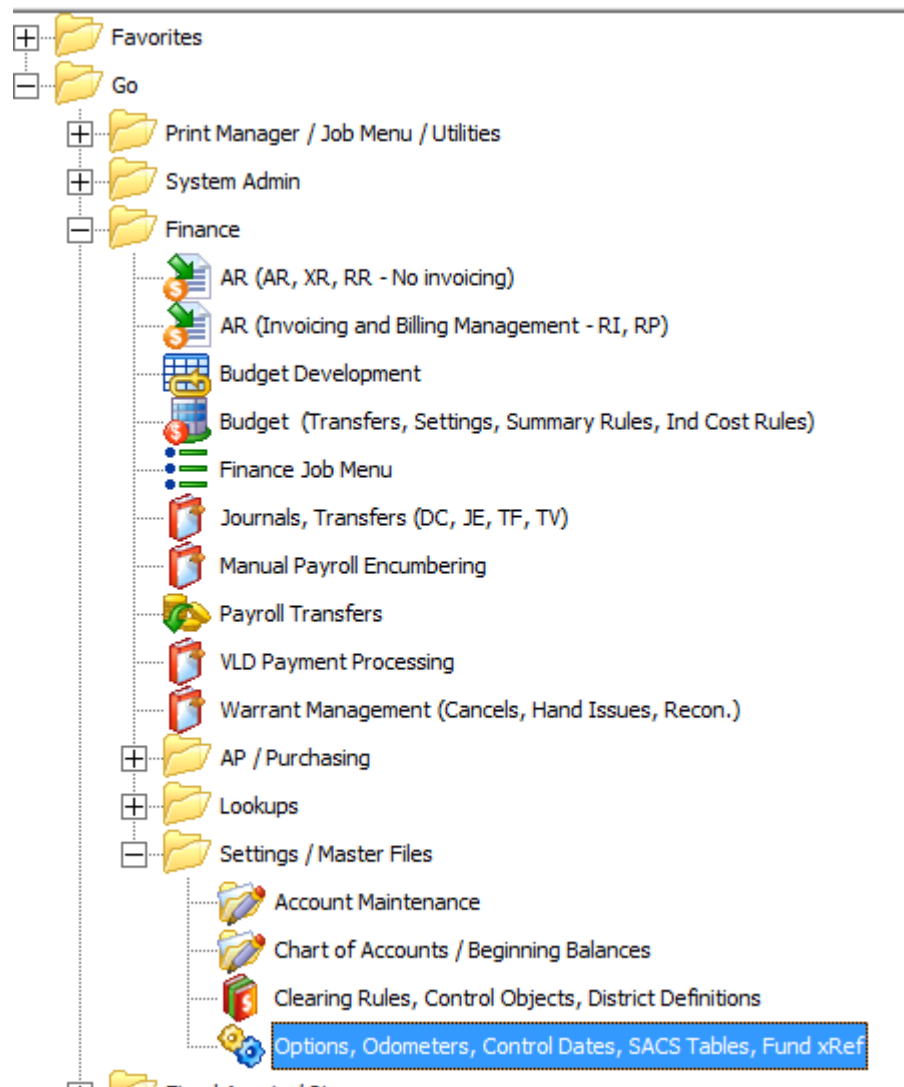 Favorites
Go
Print Manager / Job Menu / Utilities
System Admin
Finance
AR (AR, XR, RR - No invoicing)
AR (Invoicing and Billing Management - RI, RP)
Budget Development
Budget (Transfers, Settings, Summary Rules, Ind Cost Rules)
Finance Job Menu
Journals, Transfers (DC, JE, TF, TV)
Manual Payroll Encumbering
Payroll Transfers
VLD Payment Processing
Warrant Management (Cancels, Hand Issues, Recon.)
AP / Purchasing
Lookups
Settings / Master Files
Account Maintenance
Chart of Accounts / Beginning Balances
Clearing Rules, Control Objects, District Definitions
Options, Odometers, Control Dates, SACS Tables, Fund xRef